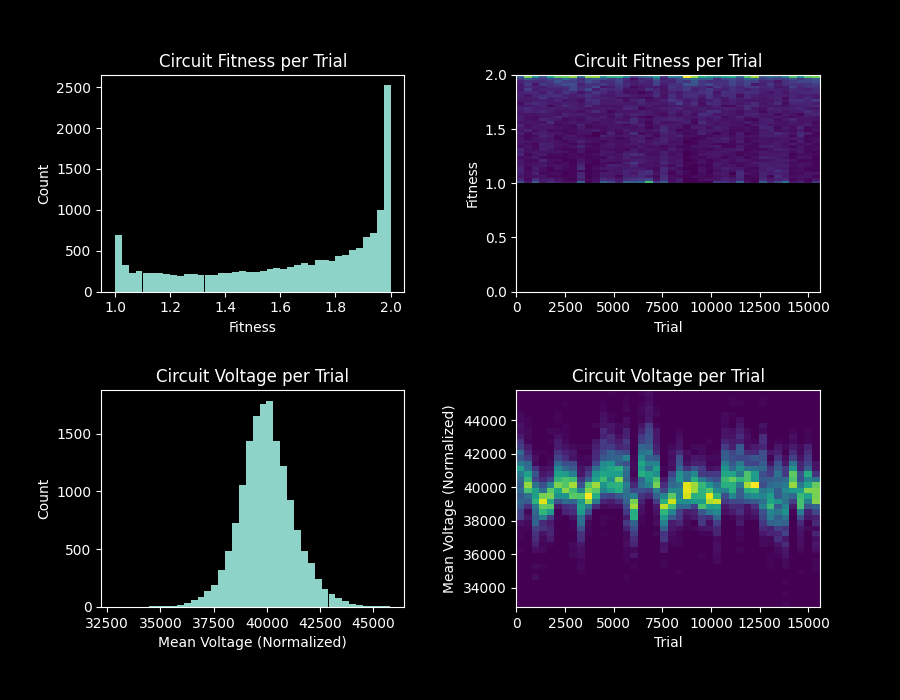 Circuit Fitness per Trial
2500
2000
1500
1000
500
0
Count
1.0 1.2 1.4 1.6 1.8 2.0
Fitness
Circuit Fitness per Trial
2.0
1.5
1.0
0.5
0.0
Fitness
0 2500 5000 7500 10000 12500 15000
Trial
Circuit Voltage per Trial
1500
1000
500
0
Count
32500 35000 37500 40000 42500 45000
Mean Voltage (Normalized)
Circuit Voltage per Trial
44000
42000
40000
38000
36000
34000
Mean Voltage (Normalized)
0 2500 5000 7500 10000 12500 15000
Trial